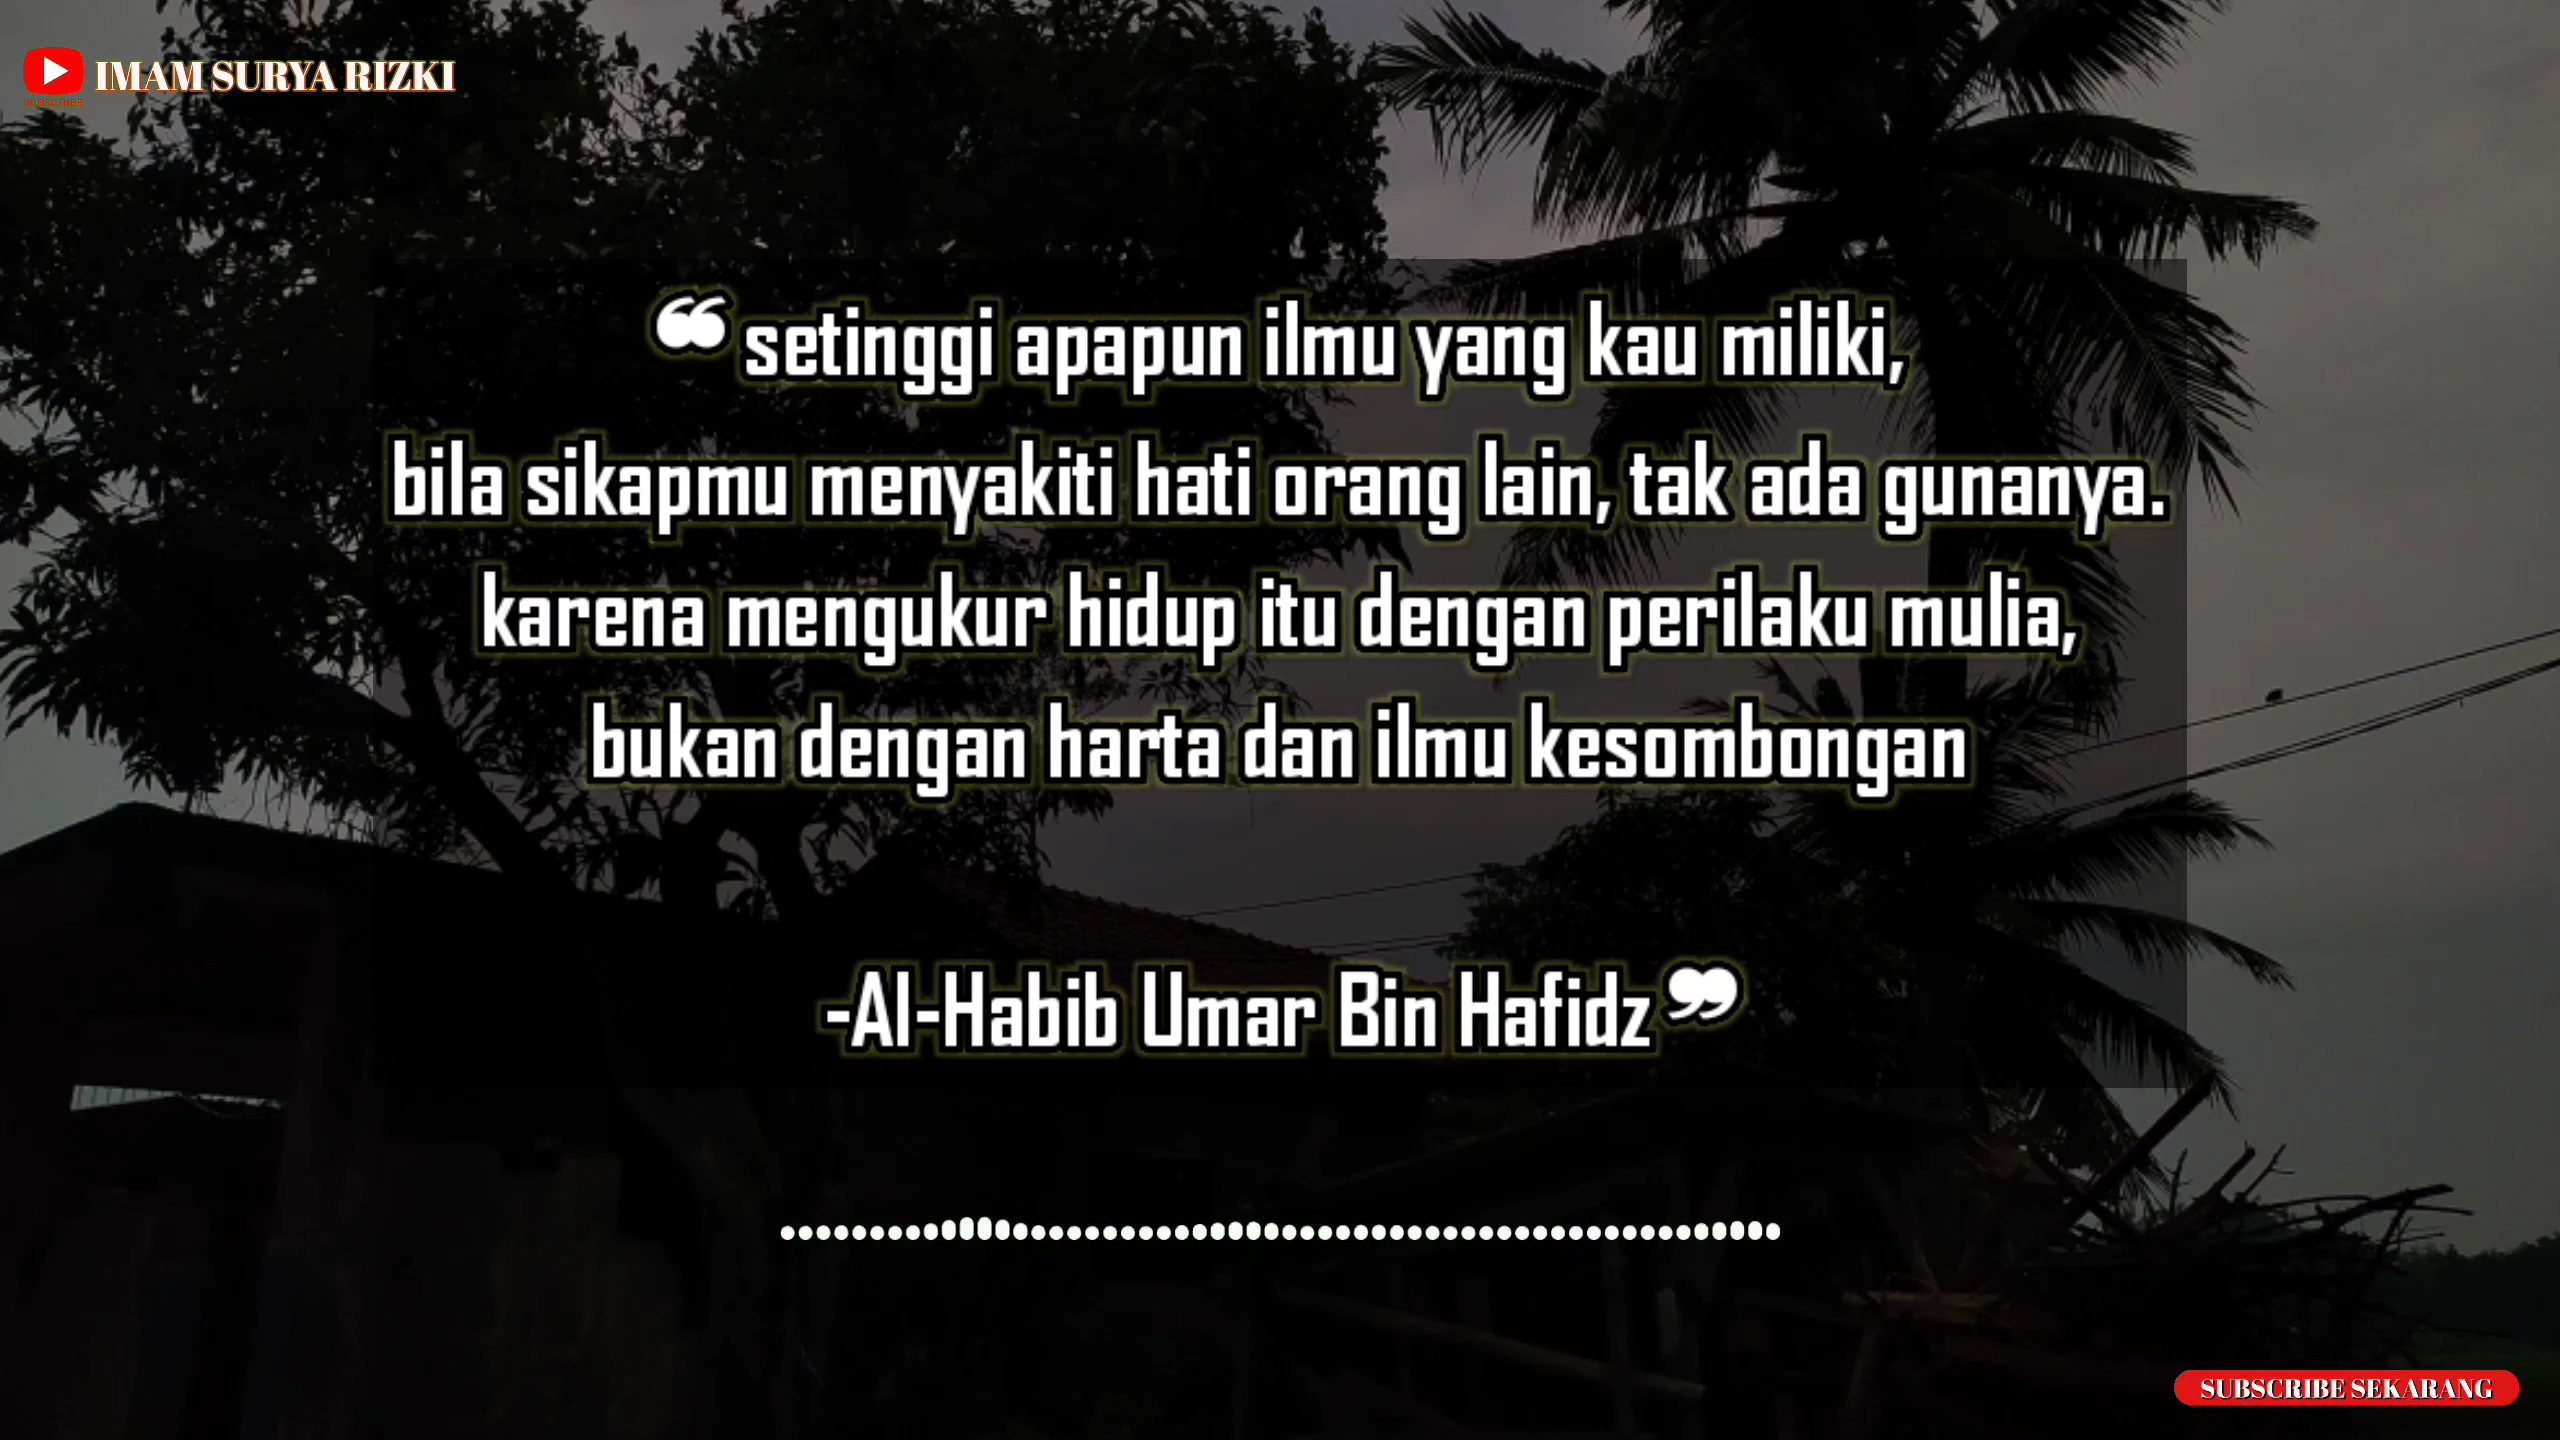 IMAM SURYA RIZKI
SUBSCRIBE
❝ setinggi apapun ilmu yang kau miliki,
bila sikapmu menyakiti hati orang lain, tak ada gunanya.
karena mengukur hidup itu dengan perilaku mulia,
bukan dengan harta dan ilmu kesombongan
-Al-Habib Umar Bin Hafidz ❞
SUBSCRIBE SEKARANG